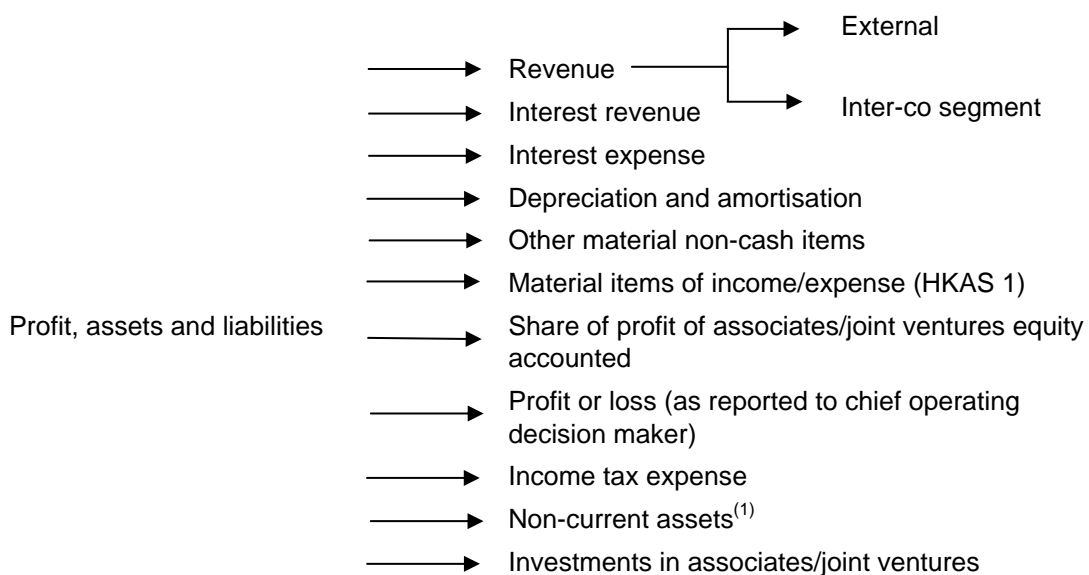 External
Revenue
Inter-co segment
Interest revenue
Interest expense
Depreciation and amortisation
Other material non-cash items
Material items of income/expense (HKAS 1)
Profit, assets and liabilities
Share of profit of associates/joint ventures equity
accounted
Profit or loss (as reported to chief operating
decision maker)
Income tax expense
Non-current assets(1)
Investments in associates/joint ventures